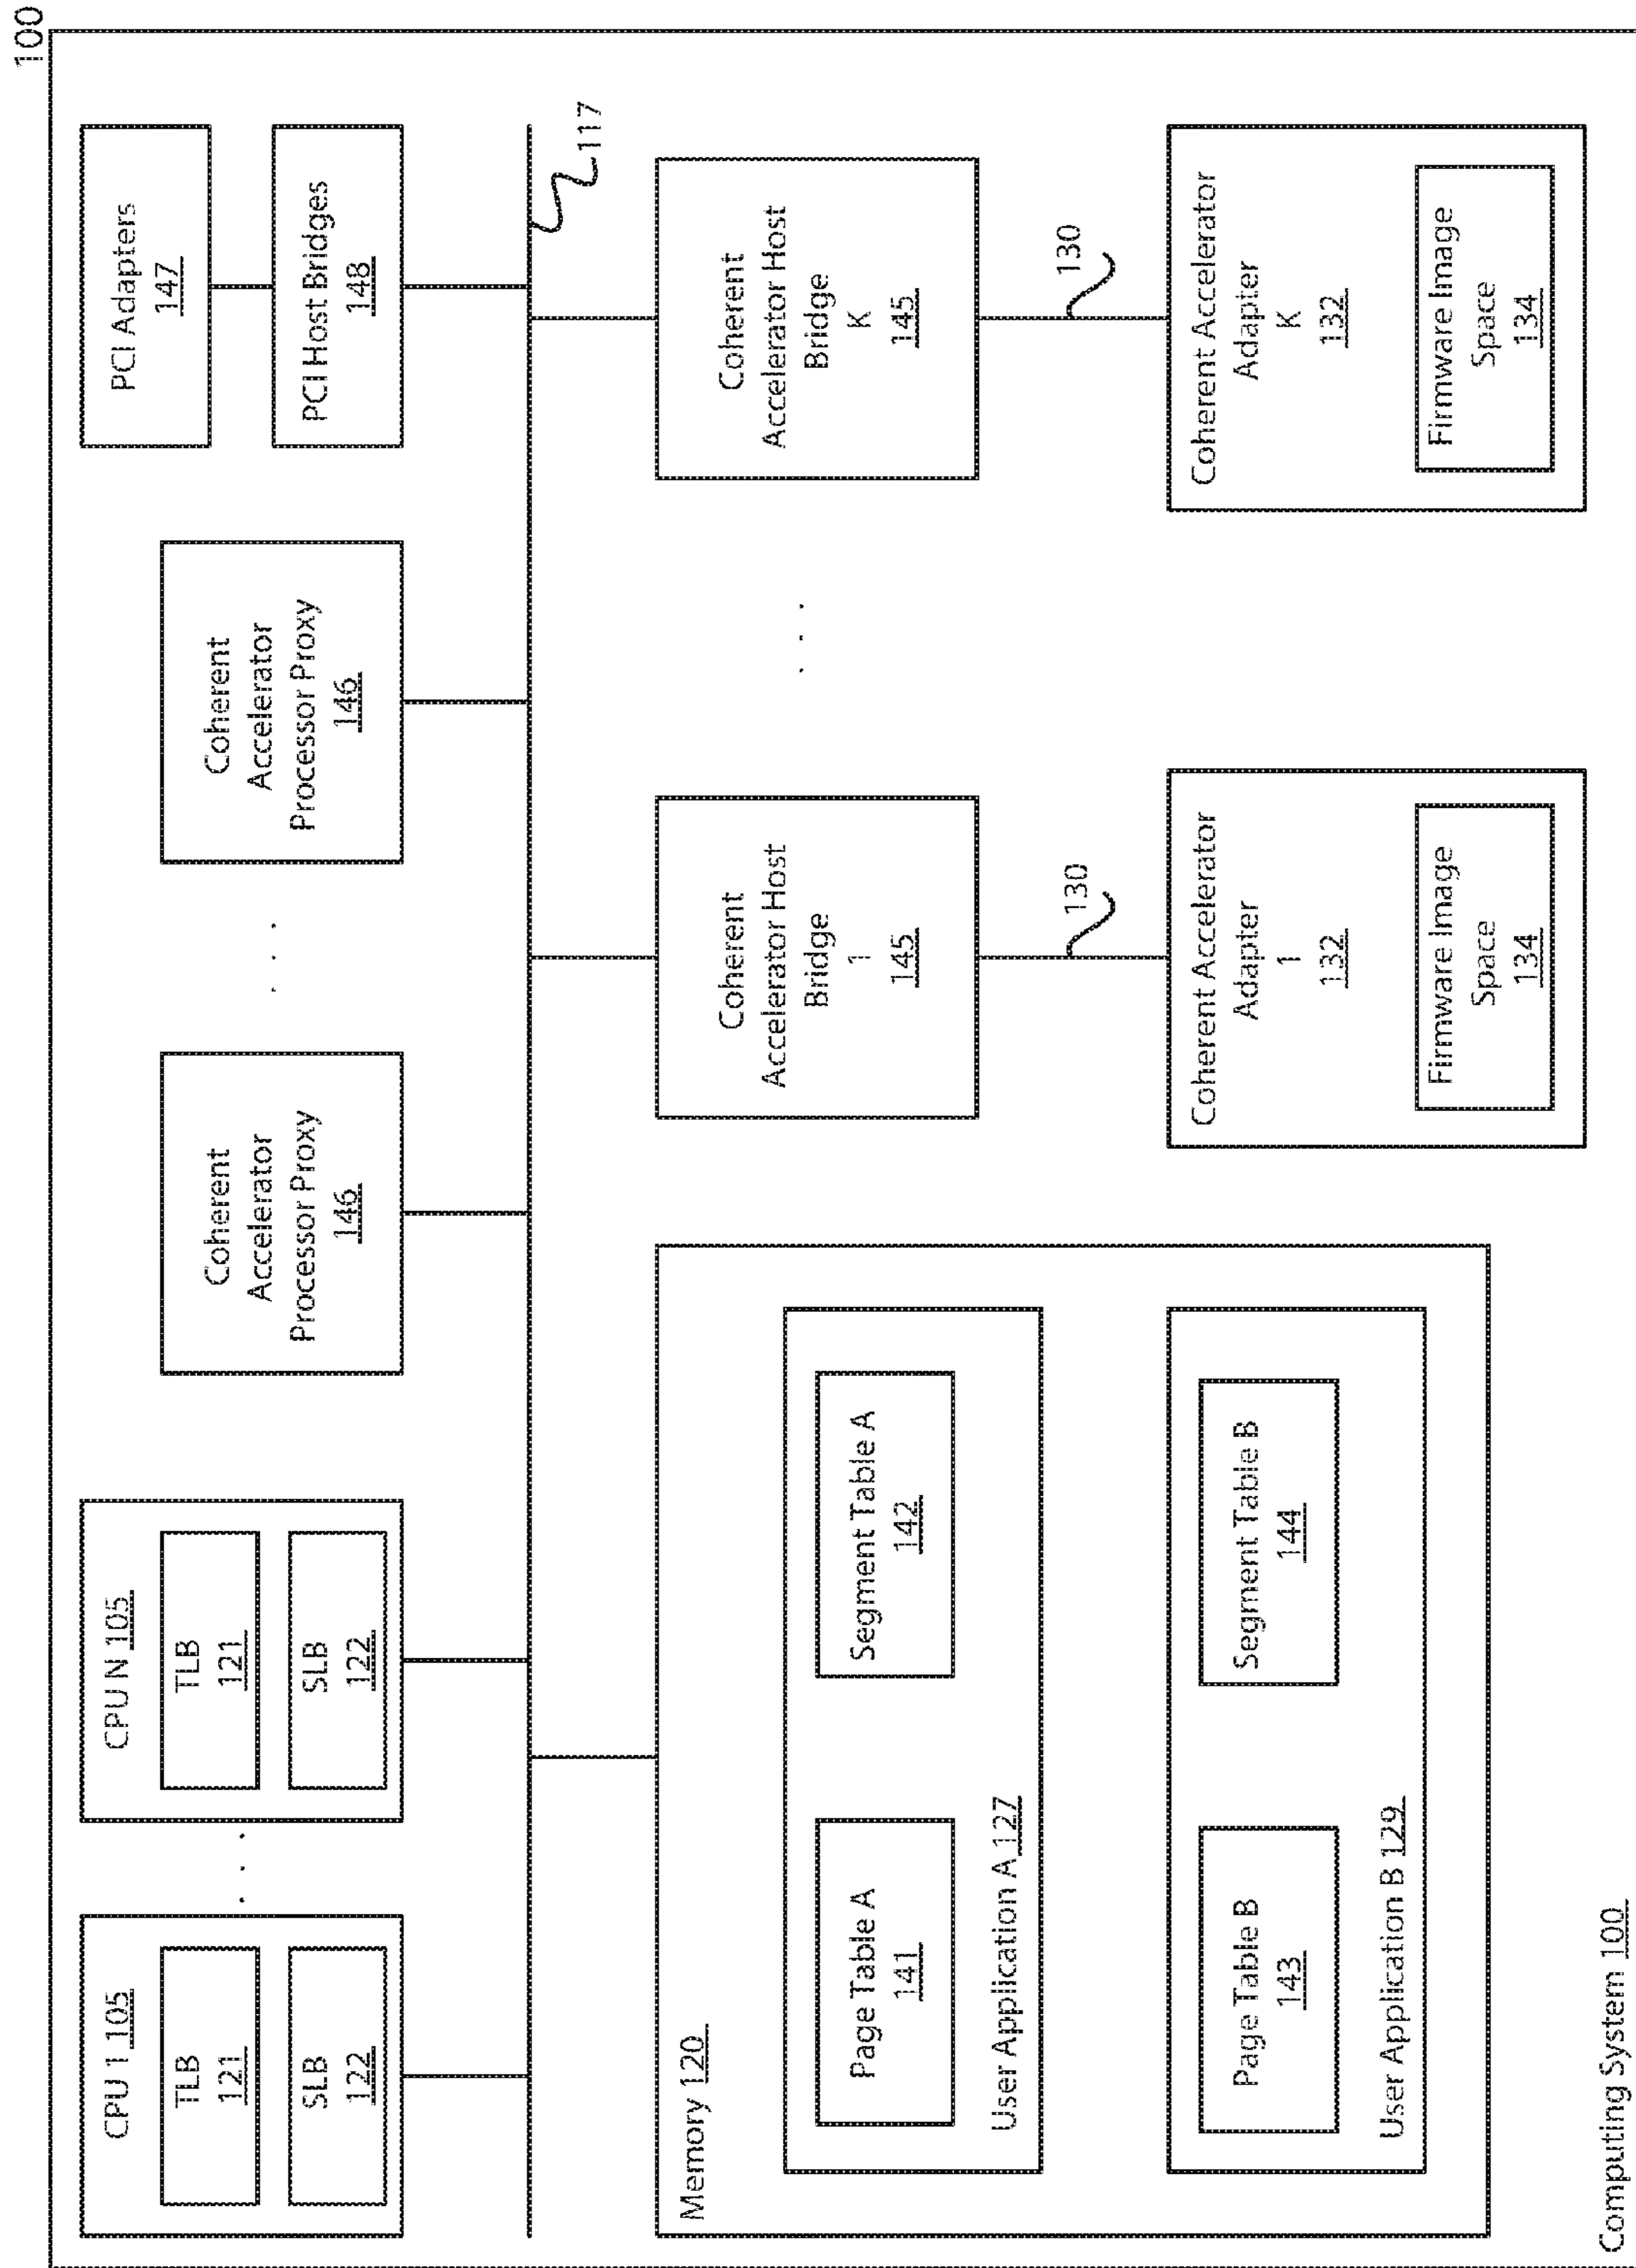 100
CPU 1 105
TLB
121
SLB
122
. . .
CPU N 105
TLB
121
SLB
122
Coherent
Accelerator
Processor Proxy
146
. . .
Coherent
Accelerator
Processor Proxy
146
PCI Adapters
147
PCI Host Bridges
148
117
Memory 120
Page Table A
141
Segment Table A
142
User Application A 127
Page Table B
143
Segment Table B
144
User Application B 129
Coherent
Accelerator Host
Bridge
1
145
. . .
Coherent
Accelerator Host
Bridge
K
145
130
130
Coherent Accelerator
Adapter
1
132
Firmware Image
Space
134
Coherent Accelerator
Adapter
K
132
Firmware Image
Space
134
Computing System 100